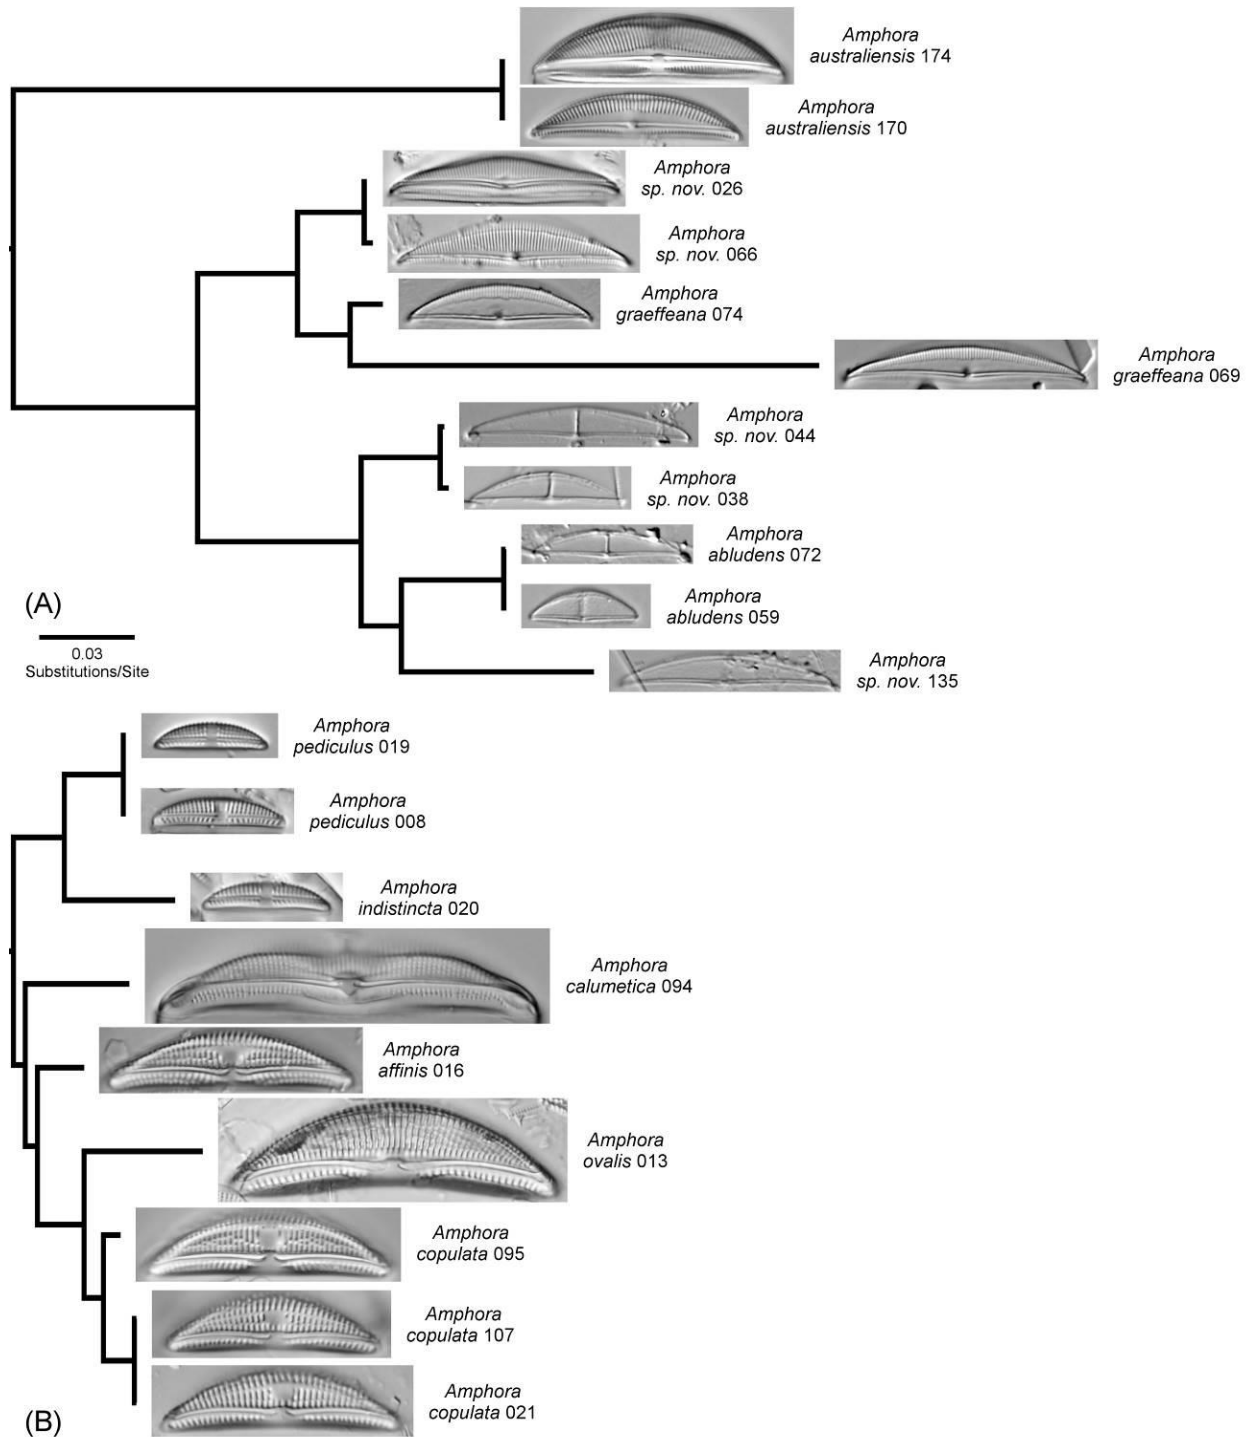 Amphora
australiensis 174
Amphora
australiensis 170
Amphora
sp. nov. 026
Amphora
sp. nov. 066
Amphora
graeffeana 074
Amphora
graeffeana 069
Amphora
sp. nov. 044
Amphora
sp. nov. 038
Amphora
abludens 072
Amphora
abludens 059
Amphora
sp. nov. 135
(A)
0.03
Substitutions/Site
Amphora
pediculus 019
Amphora
pediculus 008
Amphora
indistincta 020
Amphora
calumetica 094
Amphora
affinis 016
Amphora
ovalis 013
Amphora
copulata 095
Amphora
copulata 107
Amphora
copulata 021
(B)